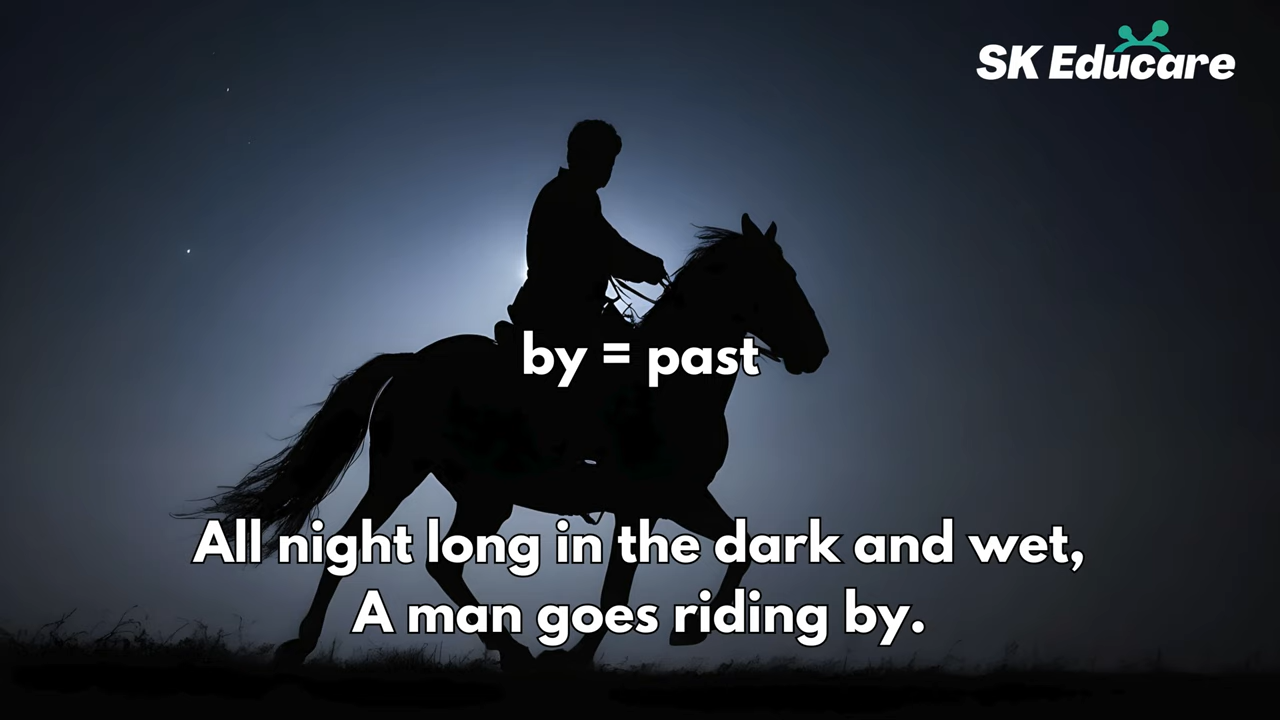 SK Educare
by = past
All night long in the dark and wet,
A man goes riding by.